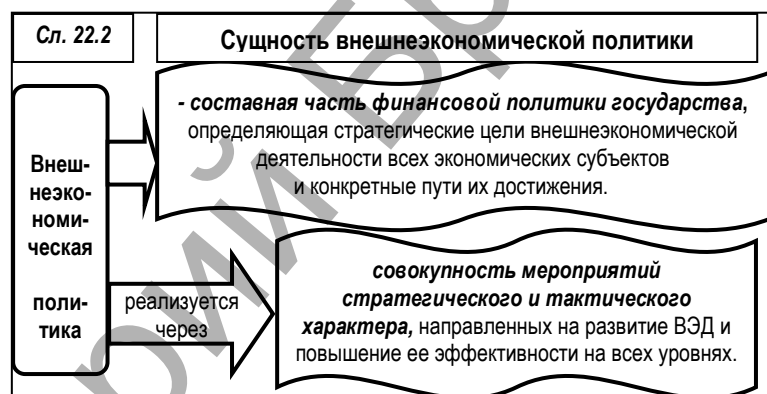 Сл. 22.2
Сущность внешнеэкономической политики
- составная часть финансовой политики государства,
определяющая стратегические цели внешнеэкономической
деятельности всех экономических субъектов
и конкретные пути их достижения.
Внеш-
неэко-
номи-
ческая
поли-
тика
реализуется
через
совокупность мероприятий
стратегического и тактического
характера, направленных на развитие ВЭД и
повышение ее эффективности на всех уровнях.